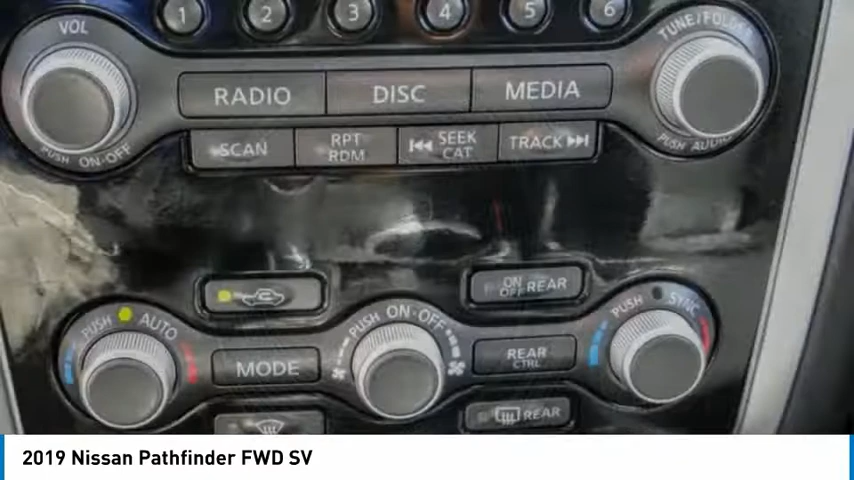 1 2 3 4 5 6
VOL
TUNE/FOLDER
RADIO DISC MEDIA
SCAN RPT RDM SEEK CAT TRACK
PUSH ON·OFF
PUSH AUDIO
ON OFF REAR
PUSH AUTO
PUSH ON·OFF
PUSH SYNC
MODE
REAR CTRL
REAR
2019 Nissan Pathfinder FWD SV